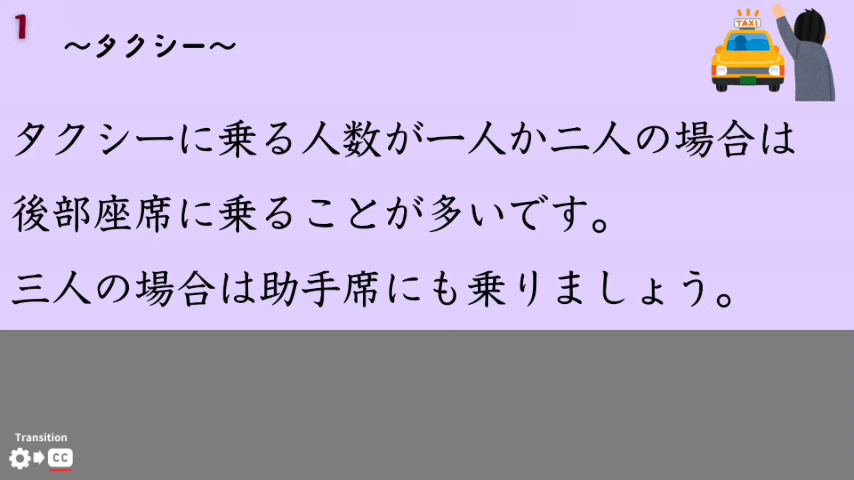 1
～タクシー～
TAXI
タクシーに乗る人数が一人か二人の場合は
後部座席に乗ることが多いです。
三人の場合は助手席にも乗りましょう。
Transition
CC